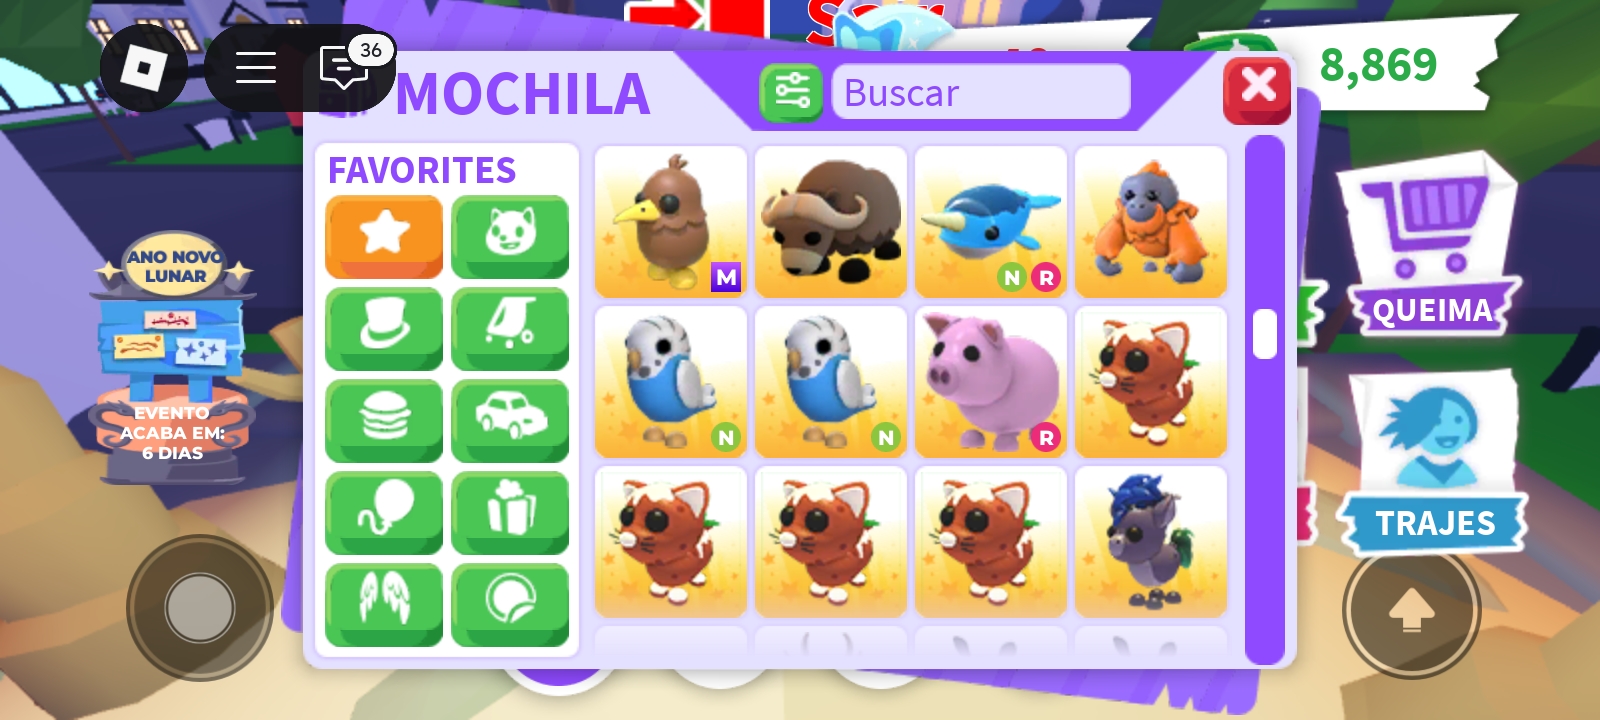 36
MOCHILA
Buscar
8,869
FAVORITES
M
N R
N
N
R
ANO NOVO
LUNAR
EVENTO
ACABA EM:
6 DIAS
QUEIMA
TRAJES